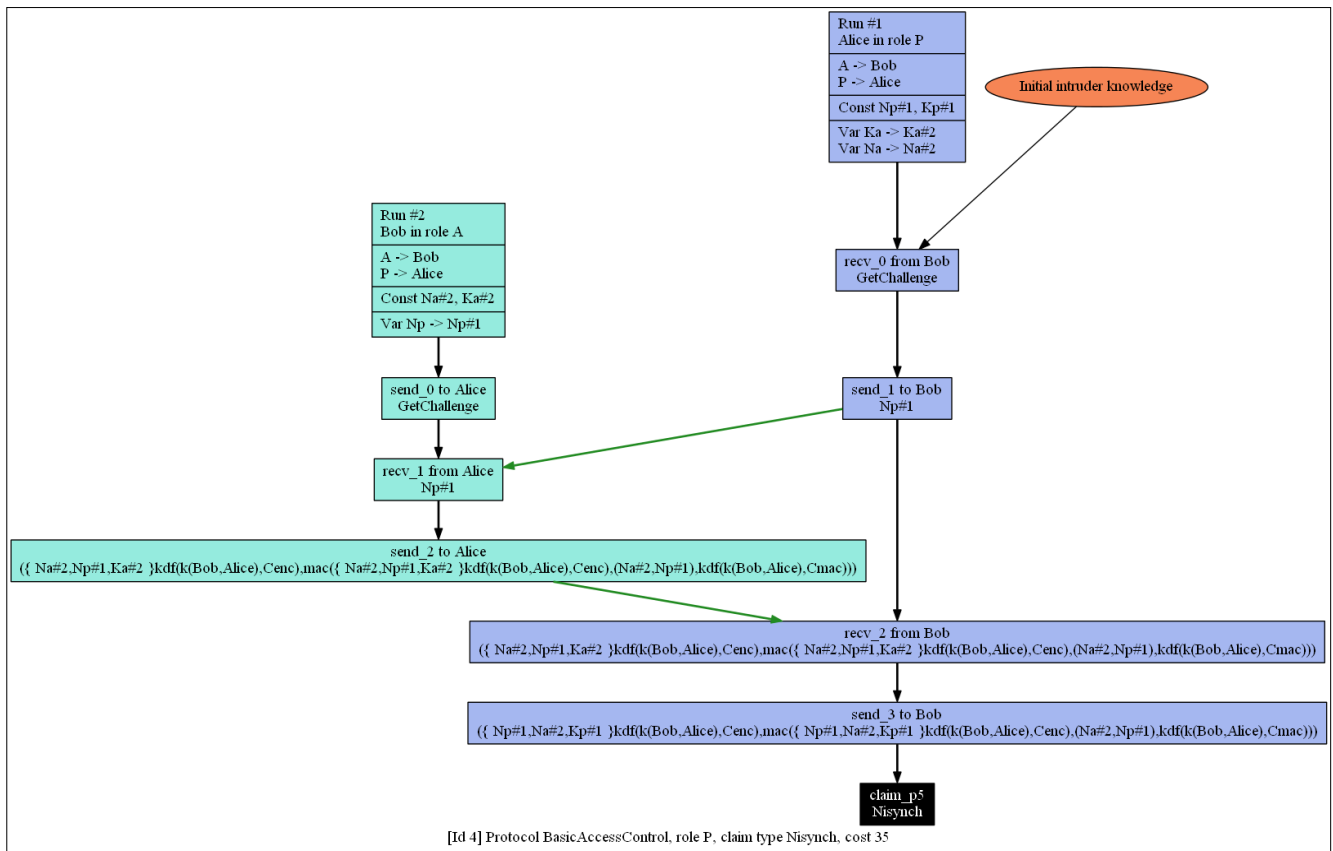 Run #1
Alice in role P
A -> Bob
P -> Alice
Const Np#1, Kp#1
Var Ka -> Ka#2
Var Na -> Na#2
Initial intruder knowledge
Run #2
Bob in role A
A -> Bob
P -> Alice
Const Na#2, Ka#2
Var Np -> Np#1
recv_0 from Bob
GetChallenge
send_0 to Alice
GetChallenge
send_1 to Bob
Np#1
recv_1 from Alice
Np#1
send_2 to Alice
({ Na#2,Np#1,Ka#2 }kdf(k(Bob,Alice),Cenc),mac({ Na#2,Np#1,Ka#2 }kdf(k(Bob,Alice),Cenc),(Na#2,Np#1),kdf(k(Bob,Alice),Cmac)))
recv_2 from Bob
({ Na#2,Np#1,Ka#2 }kdf(k(Bob,Alice),Cenc),mac({ Na#2,Np#1,Ka#2 }kdf(k(Bob,Alice),Cenc),(Na#2,Np#1),kdf(k(Bob,Alice),Cmac)))
send_3 to Bob
({ Np#1,Na#2,Kp#1 }kdf(k(Bob,Alice),Cenc),mac({ Np#1,Na#2,Kp#1 }kdf(k(Bob,Alice),Cenc),(Na#2,Np#1),kdf(k(Bob,Alice),Cmac)))
claim_p5
Nisynch
[Id 4] Protocol BasicAccessControl, role P, claim type Nisynch, cost 35